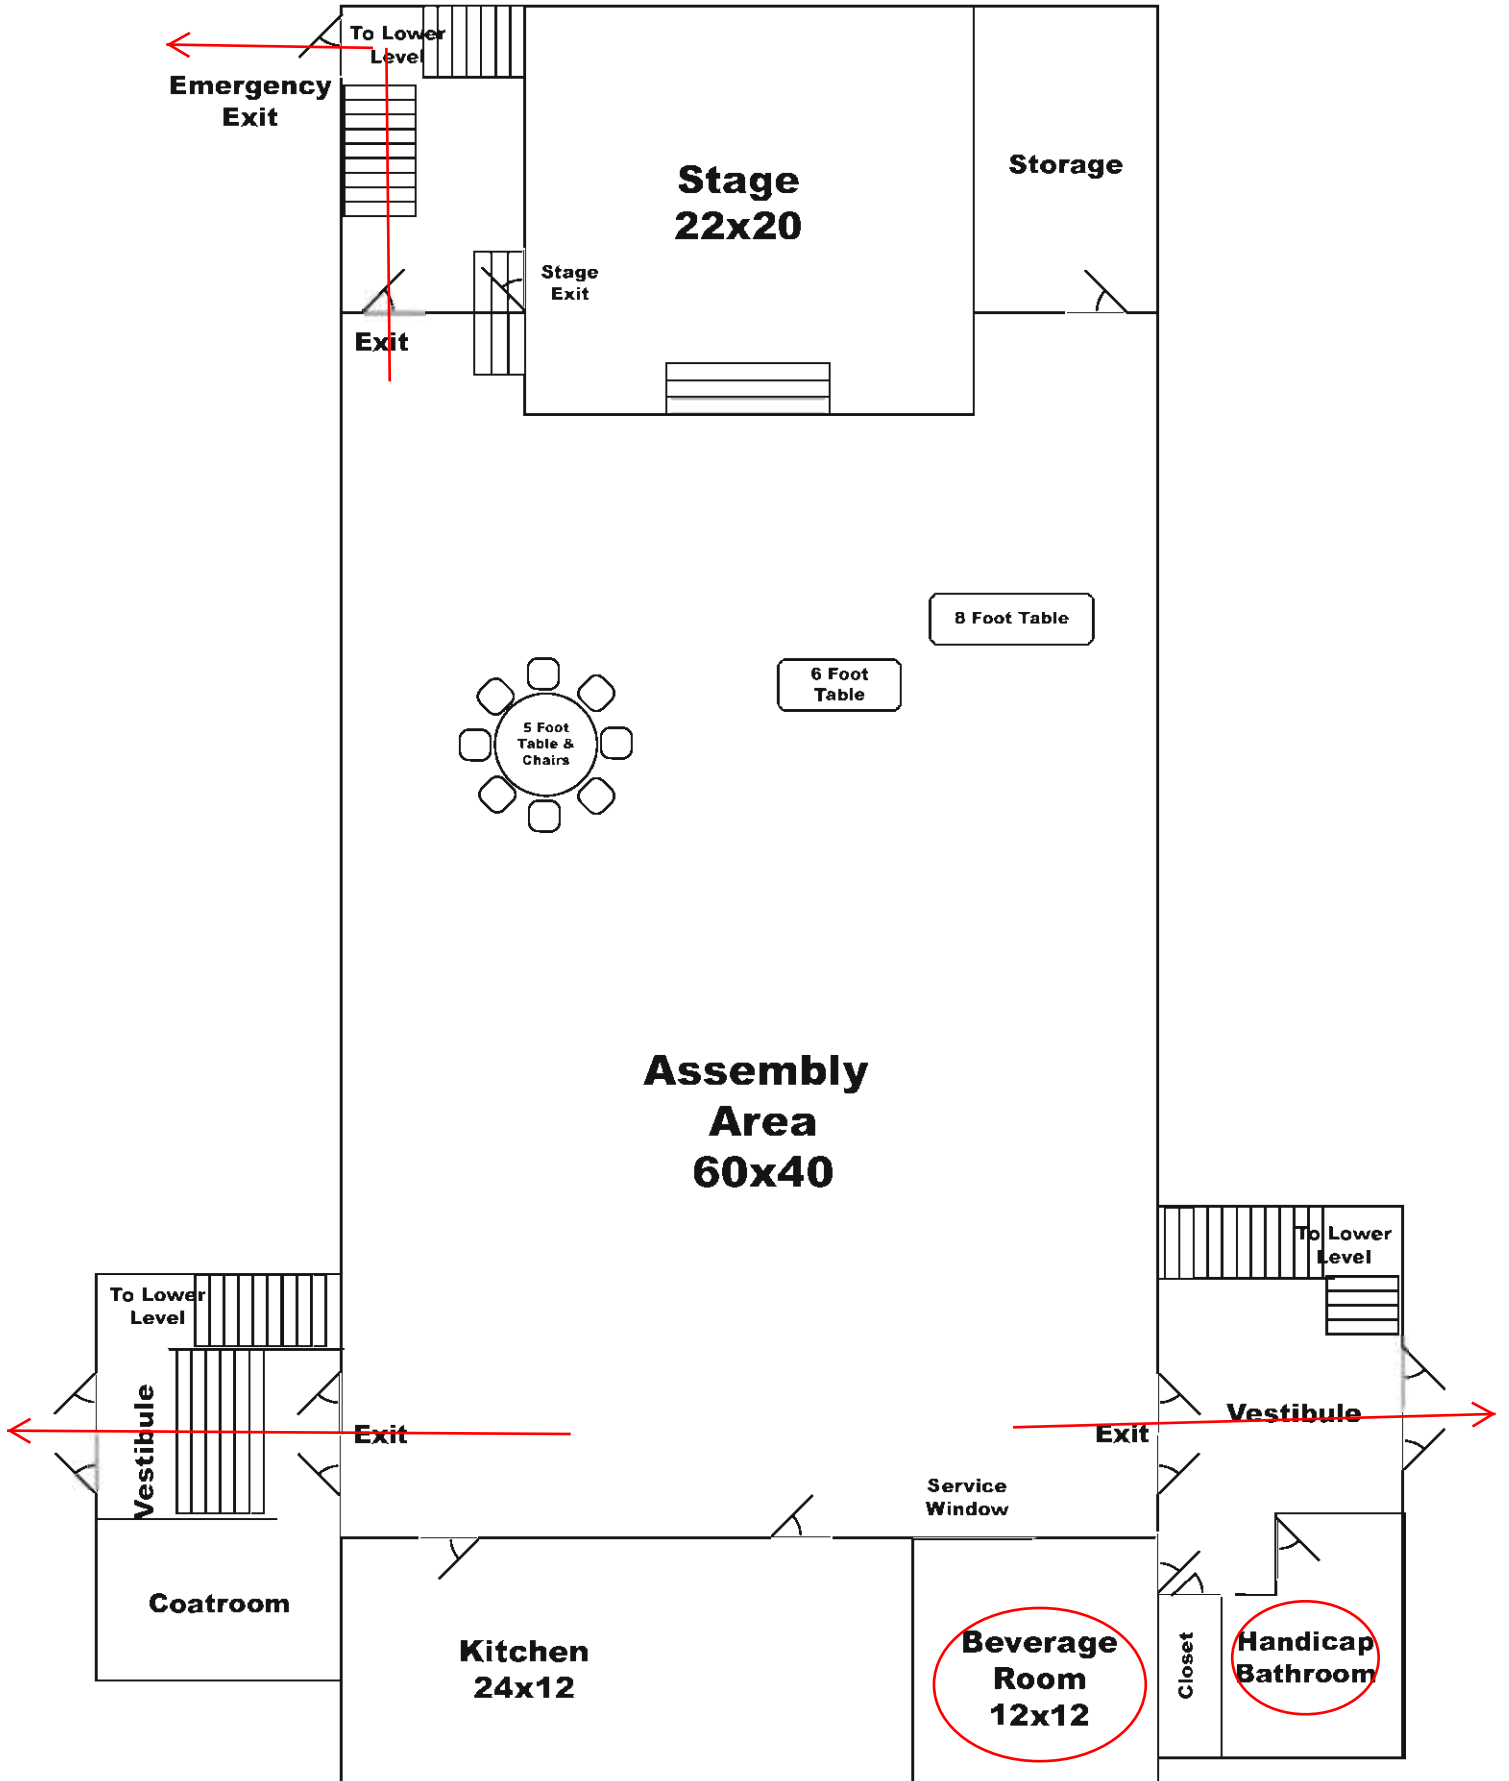 To Lower
Level
Emergency
Exit
Stage
22x20
Storage
Stage
Exit
Exit
8 Foot Table
6 Foot
Table
5 Foot
Table &
Chairs
Assembly
Area
60x40
To Lower
Level
To Lower
Level
Vestibule
Exit
Exit
Vestibule
Service
Window
Coatroom
Kitchen
24x12
Beverage
Room
12x12
Closet
Handicap
Bathroom